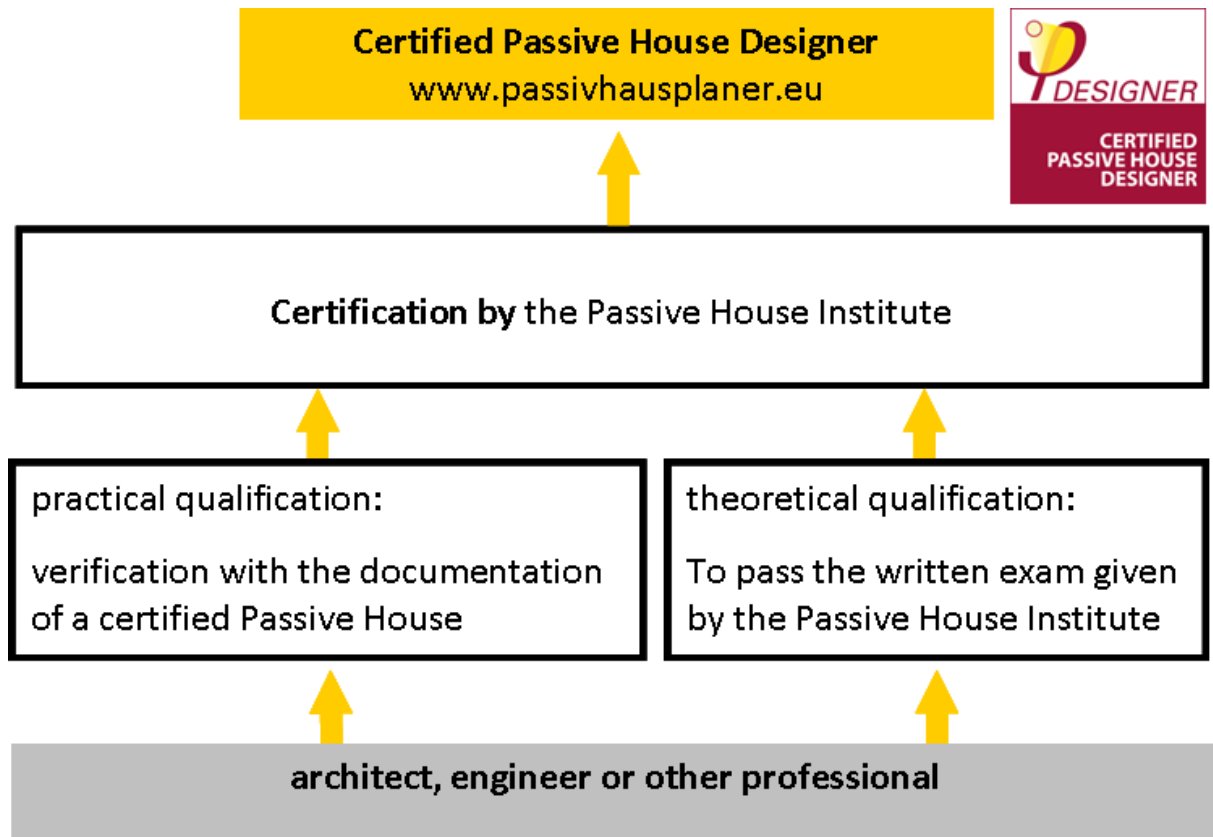 Certified Passive House Designer
www.passivhausplaner.eu
DESIGNER
CERTIFIED
PASSIVE HOUSE
DESIGNER
Certification by the Passive House Institute
practical qualification:
verification with the documentation
of a certified Passive House
theoretical qualification:
To pass the written exam given
by the Passive House Institute
architect, engineer or other professional